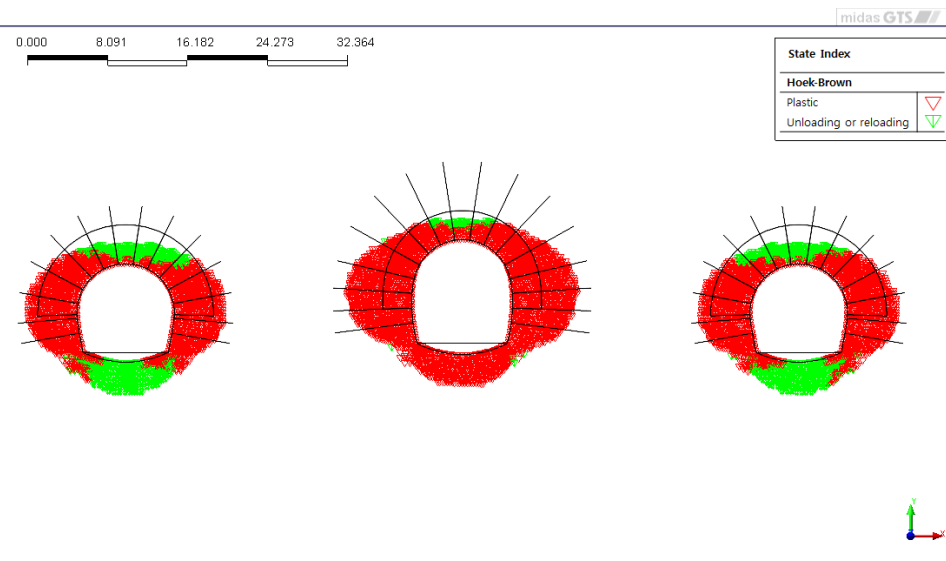 midas GTS
0.000 8.091 16.182 24.273 32.364
State Index
Hoek-Brown
Plastic
Unloading or reloading
Y
X